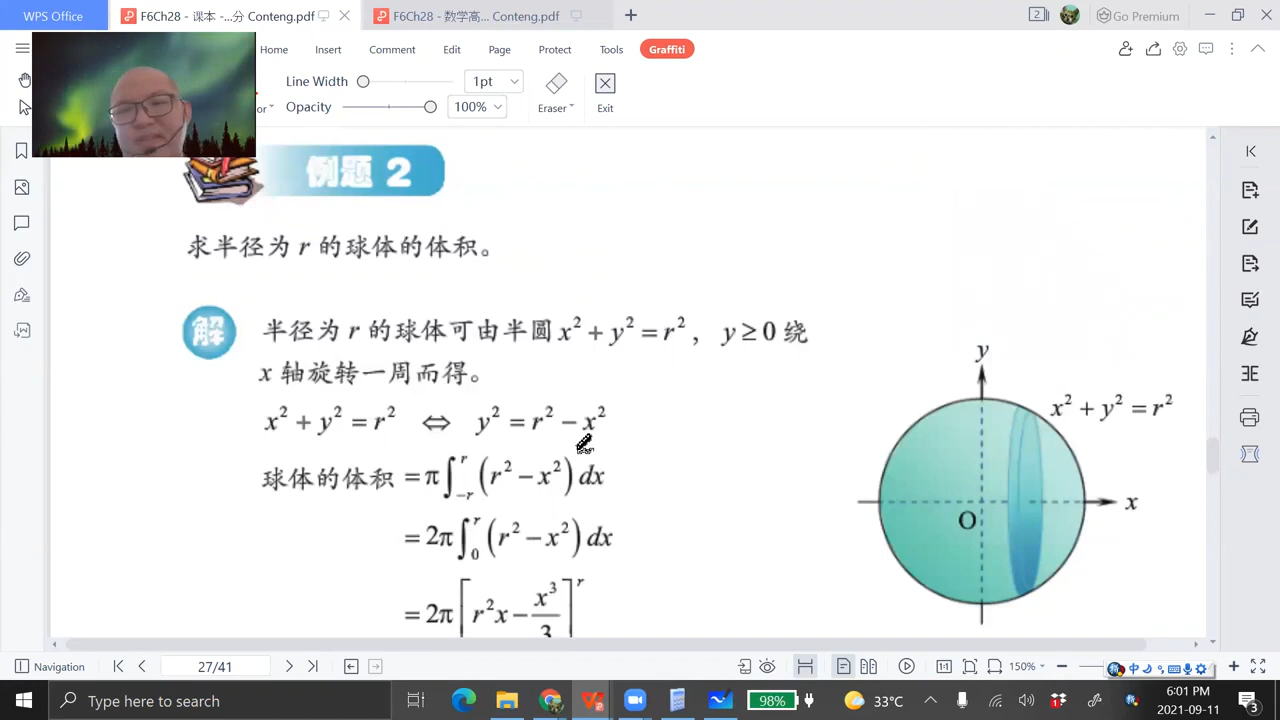 WPS Office
F6Ch28 - 课本 -...分 Conteng.pdf
F6Ch28 - 数学高... Conteng.pdf
Go Premium
Home Insert Comment Edit Page Protect Tools Graffiti
Line Width 1pt
Opacity 100%
Eraser
Exit
例题 2
求半径为 r 的球体的体积。
解
半径为 r 的球体可由半圆 x² + y² = r², y ≥ 0 绕
x 轴旋转一周而得。
x² + y² = r² ⇔ y² = r² − x²
球体的体积 = π∫_{-r}^{r} (r² − x²) dx
= 2π∫_{0}^{r} (r² − x²) dx
= 2π[r²x − x³/3]^r
y
x² + y² = r²
O
x
Navigation
27/41
1:1
150%
中
Type here to search
98%
33°C
6:01 PM
2021-09-11
3